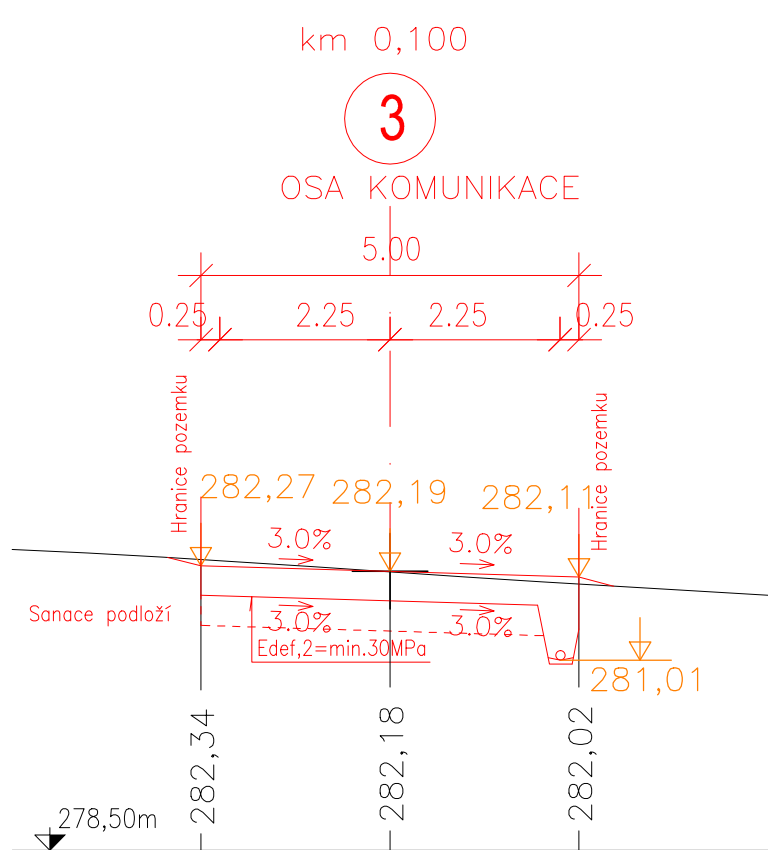 km 0,100
3
OSA KOMUNIKACE
5.00
0.25 2.25 2.25 0.25
Hranice pozemku
Hranice pozemku
282,27 282,19 282,11
3.0% 3.0%
Sanace podloží
3.0% 3.0%
Edef,2=min.30MPa
281,01
282,34
282,18
282,02
278,50m